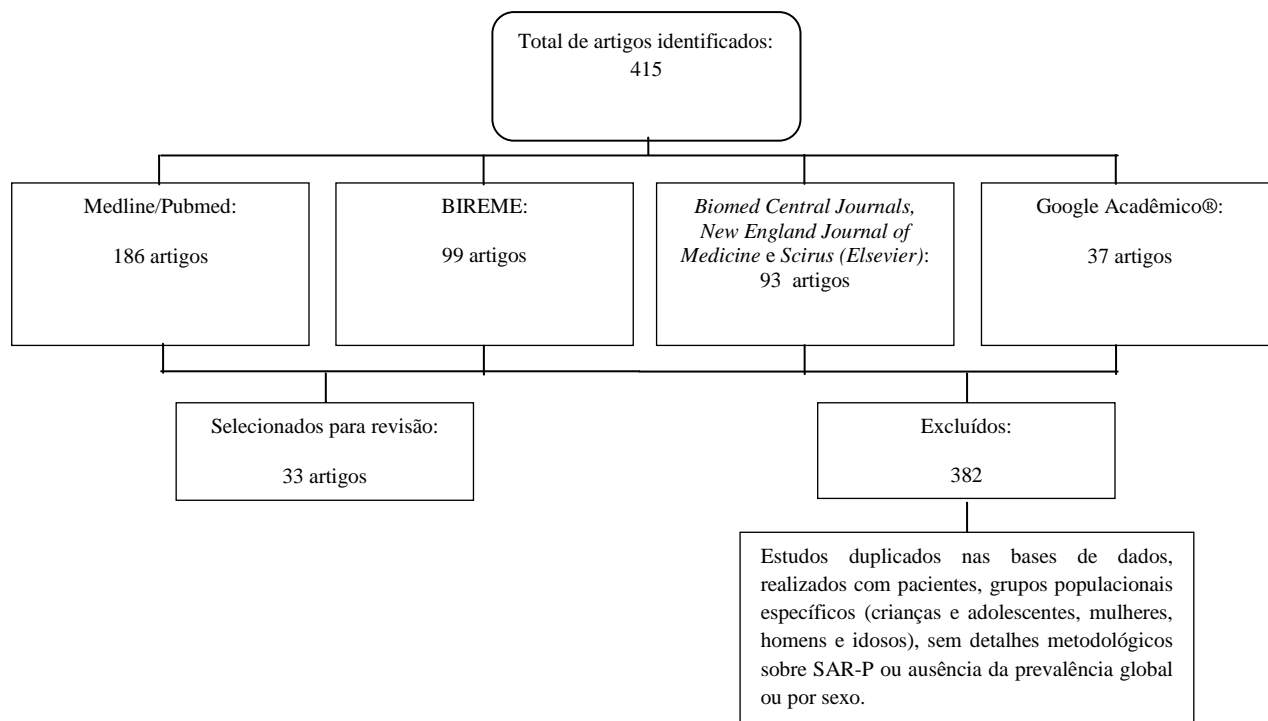 Total de artigos identificados:
415
Medline/Pubmed:
186 artigos
BIREME:
99 artigos
Biomed Central Journals,
New England Journal of
Medicine e Scirus (Elsevier):
93 artigos
Google Acadêmico®:
37 artigos
Selecionados para revisão:
33 artigos
Excluídos:
382
Estudos duplicados nas bases de dados,
realizados com pacientes, grupos populacionais
específicos (crianças e adolescentes, mulheres,
homens e idosos), sem detalhes metodológicos
sobre SAR-P ou ausência da prevalência global
ou por sexo.